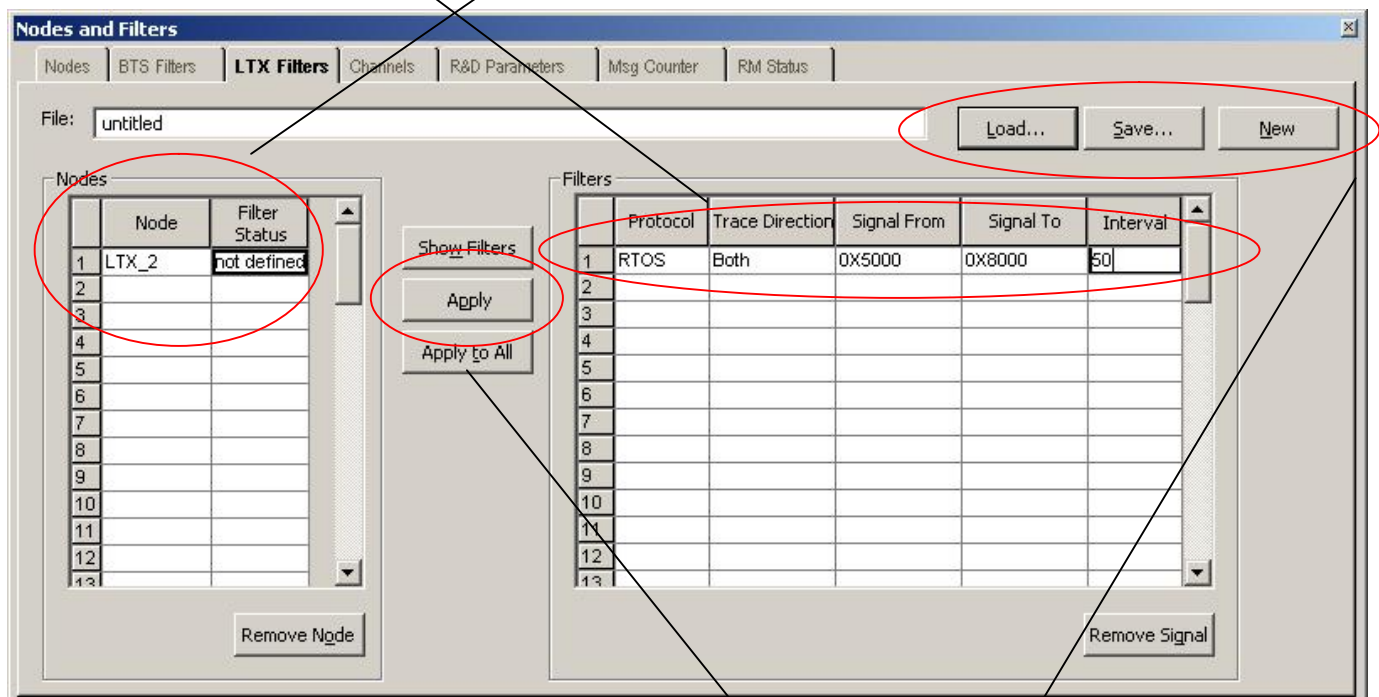 Nodes and Filters
Nodes BTS Filters LTX Filters Channels R&D Parameters Msg Counter RM Status
File: untitled Load... Save... New
Nodes
Node Filter Status
1 LTX_2 not defined
2
3
4
5
6
7
8
9
10
11
12
13
Remove Node
Show Filters
Apply
Apply to All
Filters
Protocol Trace Direction Signal From Signal To Interval
1 RTOS Both 0X5000 0X8000 50
2
3
4
5
6
7
8
9
10
11
12
13
Remove Signal